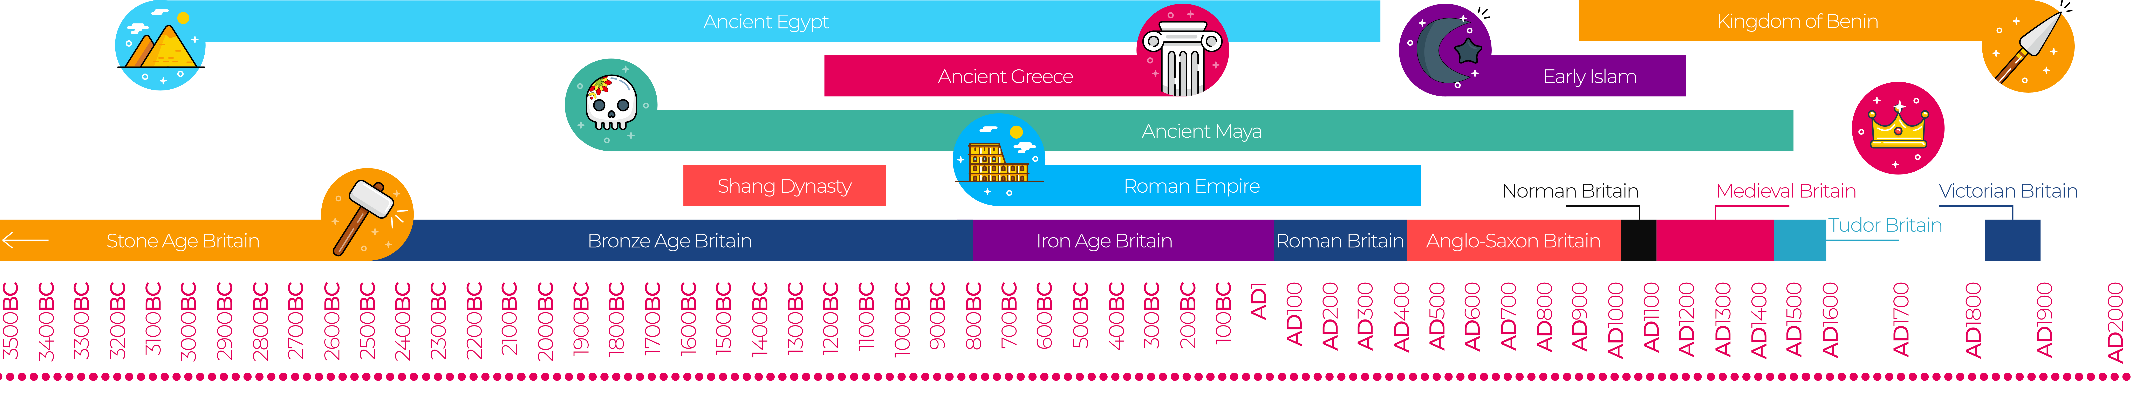 Ancient Egypt
Kingdom of Benin
Ancient Greece
Early Islam
Ancient Maya
Shang Dynasty
Roman Empire
Norman Britain
Medieval Britain
Victorian Britain
Tudor Britain
Stone Age Britain
Bronze Age Britain
Iron Age Britain
Roman Britain
Anglo-Saxon Britain
3500BC
3400BC
3300BC
3200BC
3100BC
3000BC
2900BC
2800BC
2700BC
2600BC
2500BC
2400BC
2300BC
2200BC
2100BC
2000BC
1900BC
1800BC
1700BC
1600BC
1500BC
1400BC
1300BC
1200BC
1100BC
1000BC
900BC
800BC
700BC
600BC
500BC
400BC
300BC
200BC
100BC
AD1
AD100
AD200
AD300
AD400
AD500
AD600
AD700
AD800
AD900
AD1000
AD1100
AD1200
AD1300
AD1400
AD1500
AD1600
AD1700
AD1800
AD1900
AD2000